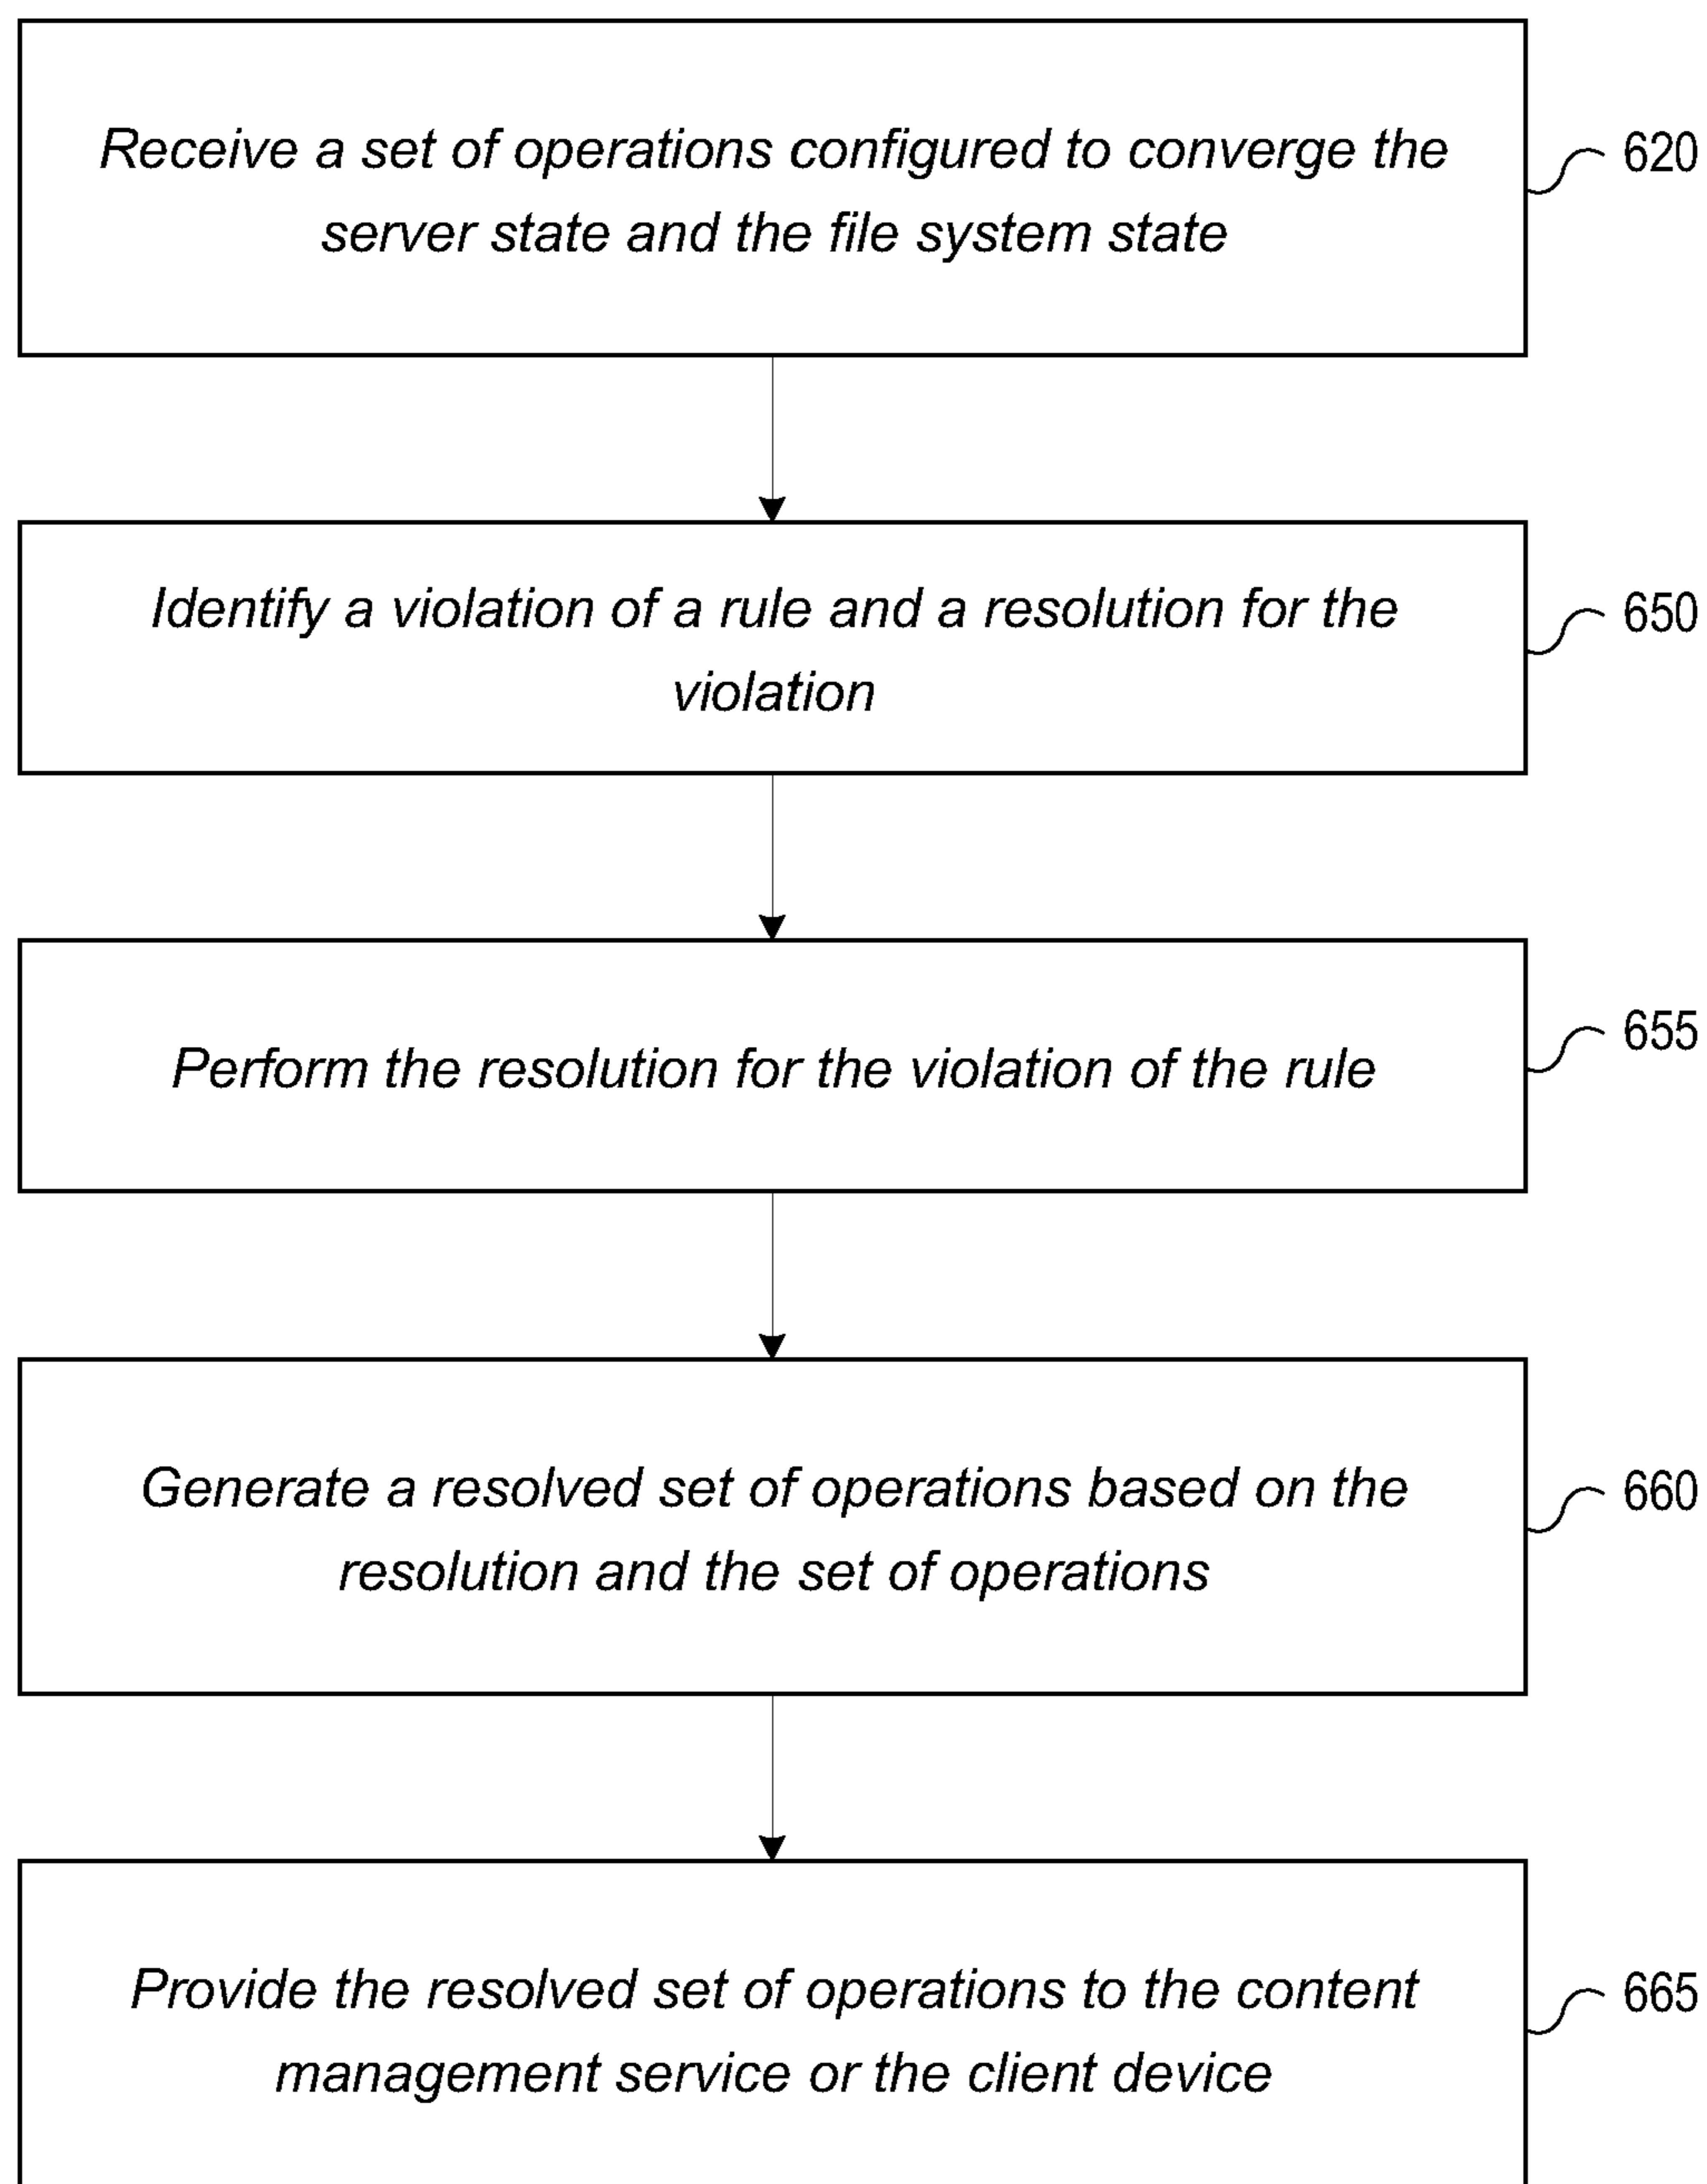 Receive a set of operations configured to converge the
server state and the file system state
620
Identify a violation of a rule and a resolution for the
violation
650
Perform the resolution for the violation of the rule
655
Generate a resolved set of operations based on the
resolution and the set of operations
660
Provide the resolved set of operations to the content
management service or the client device
665